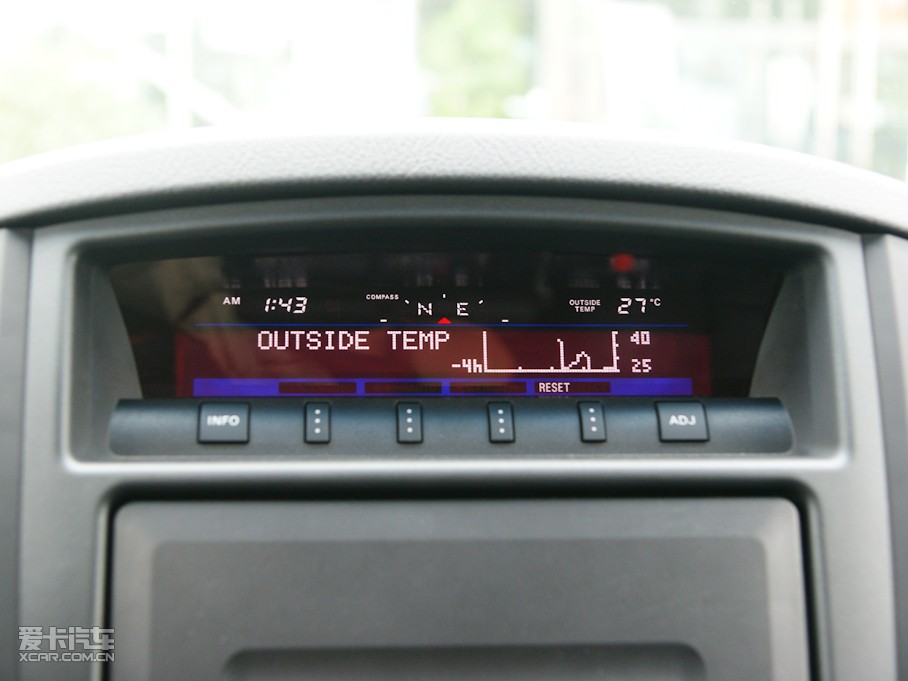 AM 1:43 COMPASS N E OUTSIDE TEMP 27°C
OUTSIDE TEMP 40
-4h 25
RESET
INFO ADJ
爱卡汽车
XCAR.COM.CN